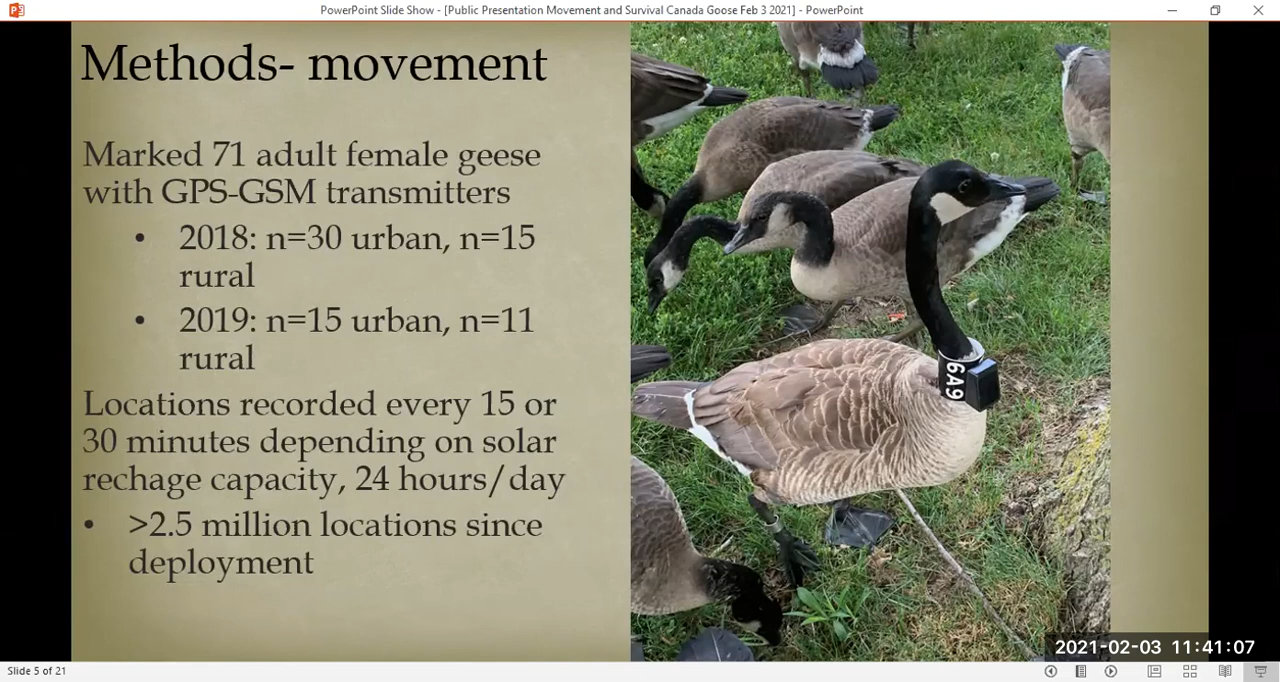 PowerPoint Slide Show - [Public Presentation Movement and Survival Canada Goose Feb 3 2021] - PowerPoint
Methods- movement
Marked 71 adult female geese
with GPS-GSM transmitters
• 2018: n=30 urban, n=15
rural
• 2019: n=15 urban, n=11
rural
Locations recorded every 15 or
30 minutes depending on solar
rechage capacity, 24 hours/day
• >2.5 million locations since
deployment
6A9
2021-02-03 11:41:07
Slide 5 of 21